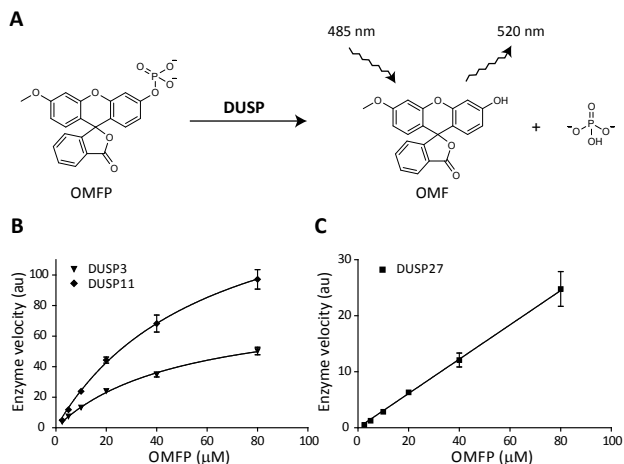 A
485 nm
520 nm
DUSP
OMFP
OMF
+
O
P
O⁻
O⁻
O
O
O
O
O
O
O
OH
O
O
O
P
⁻O
O⁻
OH
B
DUSP3
DUSP11
Enzyme velocity (au)
100
80
60
40
20
0
0 20 40 60 80 100
OMFP (μM)
C
DUSP27
Enzyme velocity (au)
30
20
10
0
0 20 40 60 80 100
OMFP (μM)